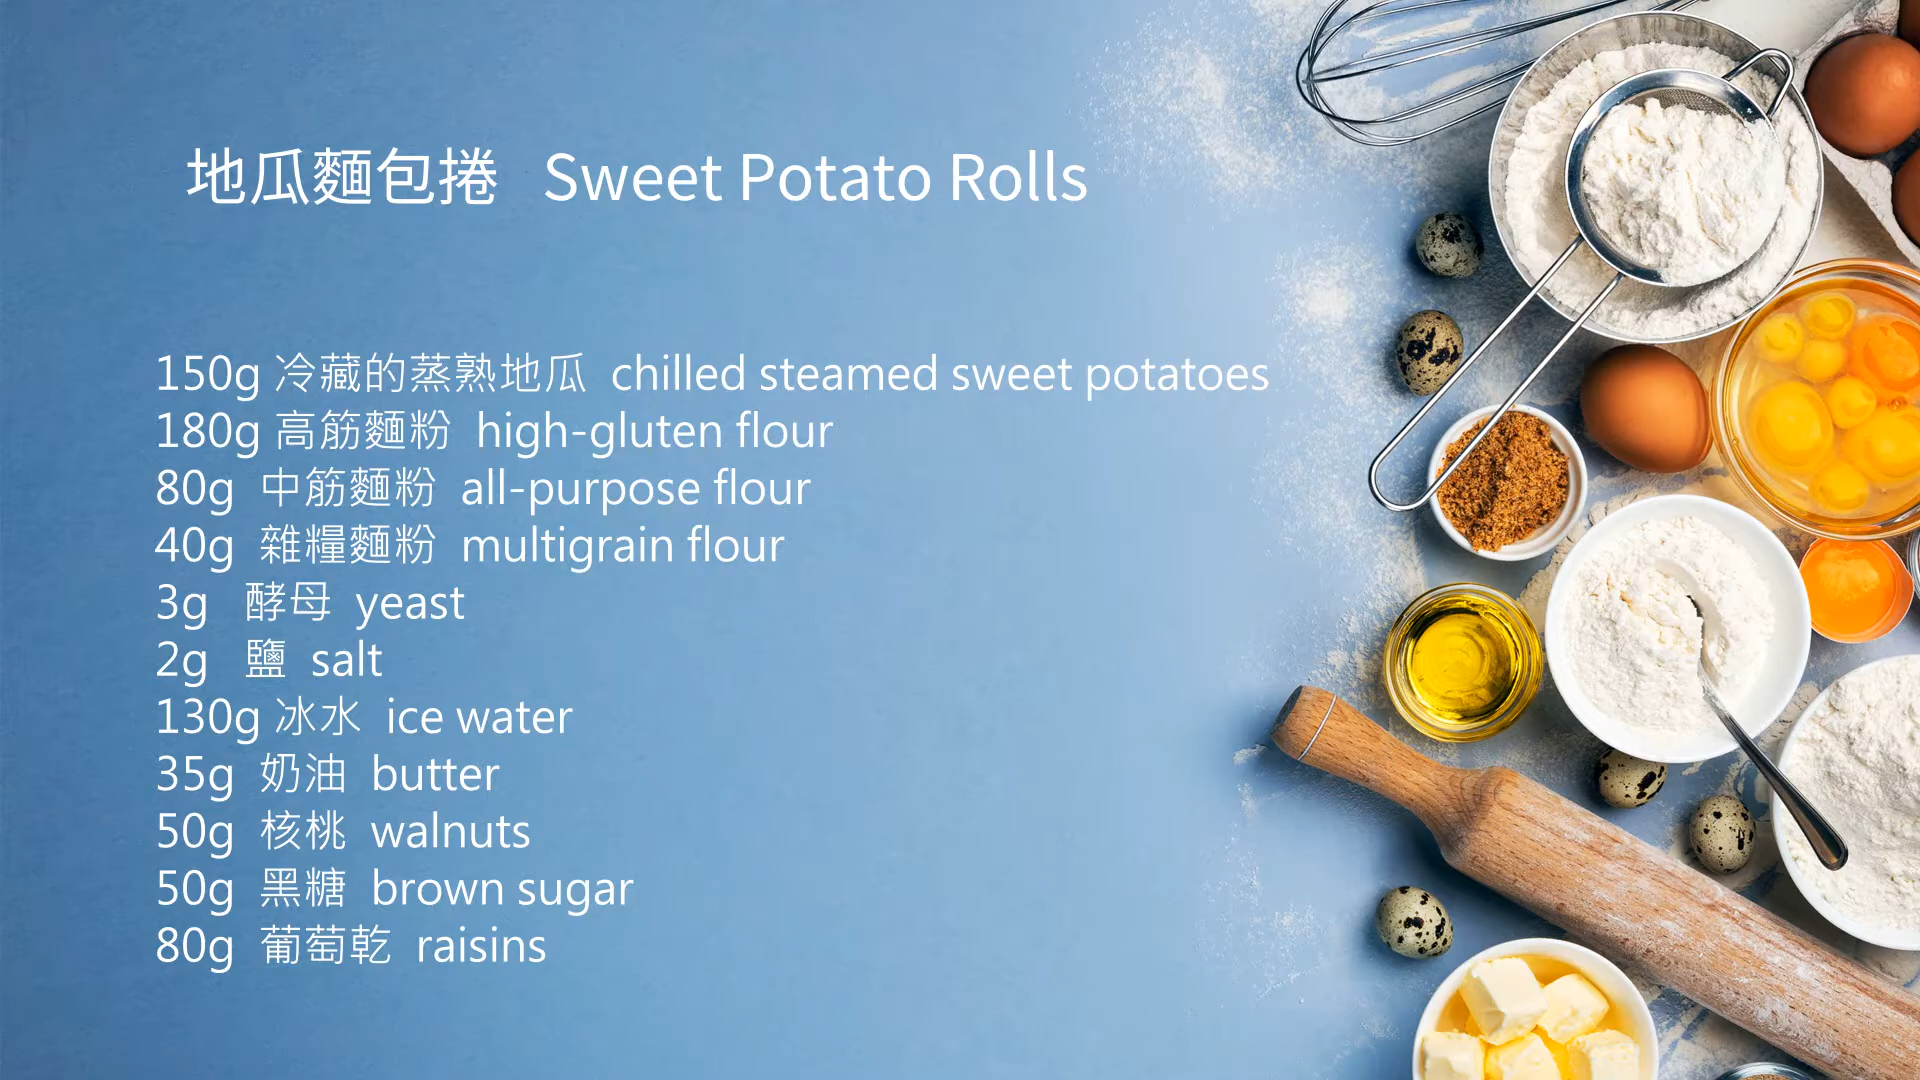 地瓜麵包捲 Sweet Potato Rolls
150g 冷藏的蒸熟地瓜 chilled steamed sweet potatoes
180g 高筋麵粉 high-gluten flour
80g 中筋麵粉 all-purpose flour
40g 雜糧麵粉 multigrain flour
3g 酵母 yeast
2g 鹽 salt
130g 冰水 ice water
35g 奶油 butter
50g 核桃 walnuts
50g 黑糖 brown sugar
80g 葡萄乾 raisins